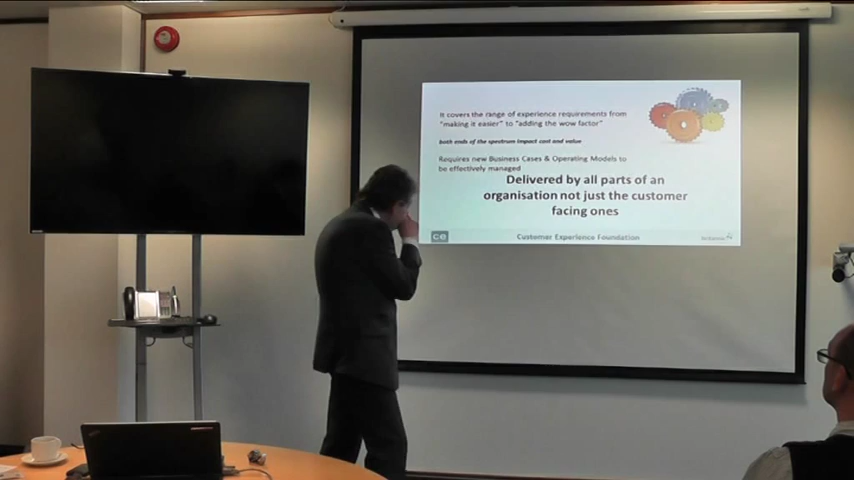 It covers the range of experience requirements from
"making it easier" to "adding the wow factor"
both ends of the spectrum impact cost and value
Requires new Business Cases & Operating Models to
be effectively managed
Delivered by all parts of an
organisation not just the customer
facing ones
ce
Customer Experience Foundation